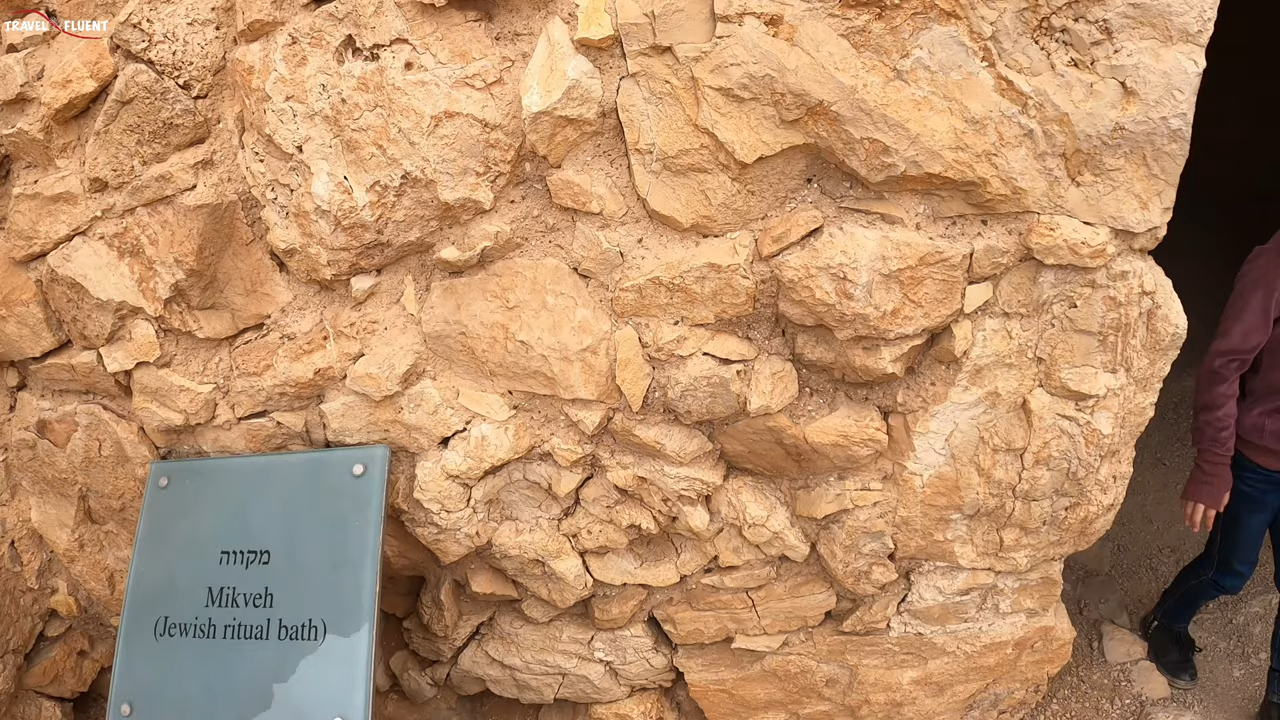 TRAVEL FLUENT
מקווה
Mikveh
(Jewish ritual bath)